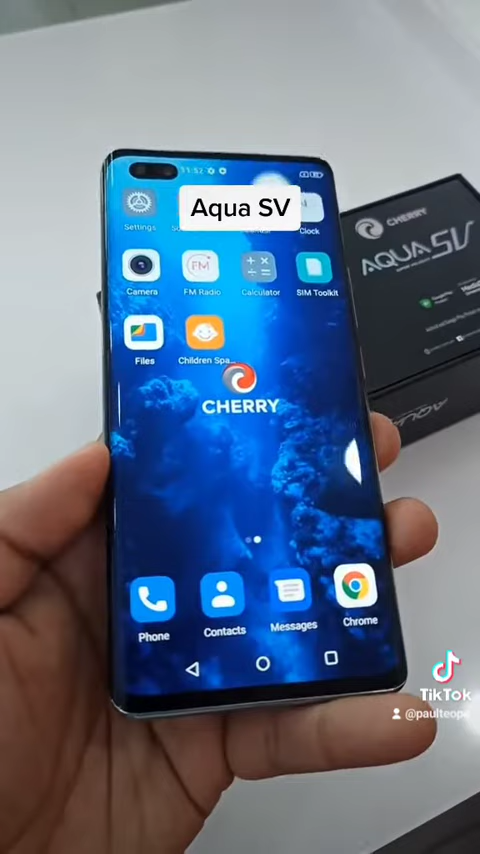 11:52
Aqua SV
Settings
Clock
Camera
FM Radio
Calculator
SIM Toolkit
Files
Children Spa...
CHERRY
Phone
Contacts
Messages
Chrome
CHERRY
AQUA SV
TikTok
@paulteope